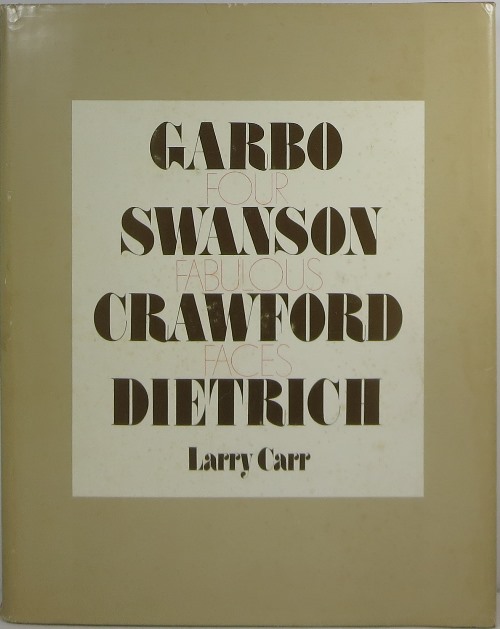 GARBO
FOUR
SWANSON
FABULOUS
CRAWFORD
FACES
DIETRICH
Larry Carr